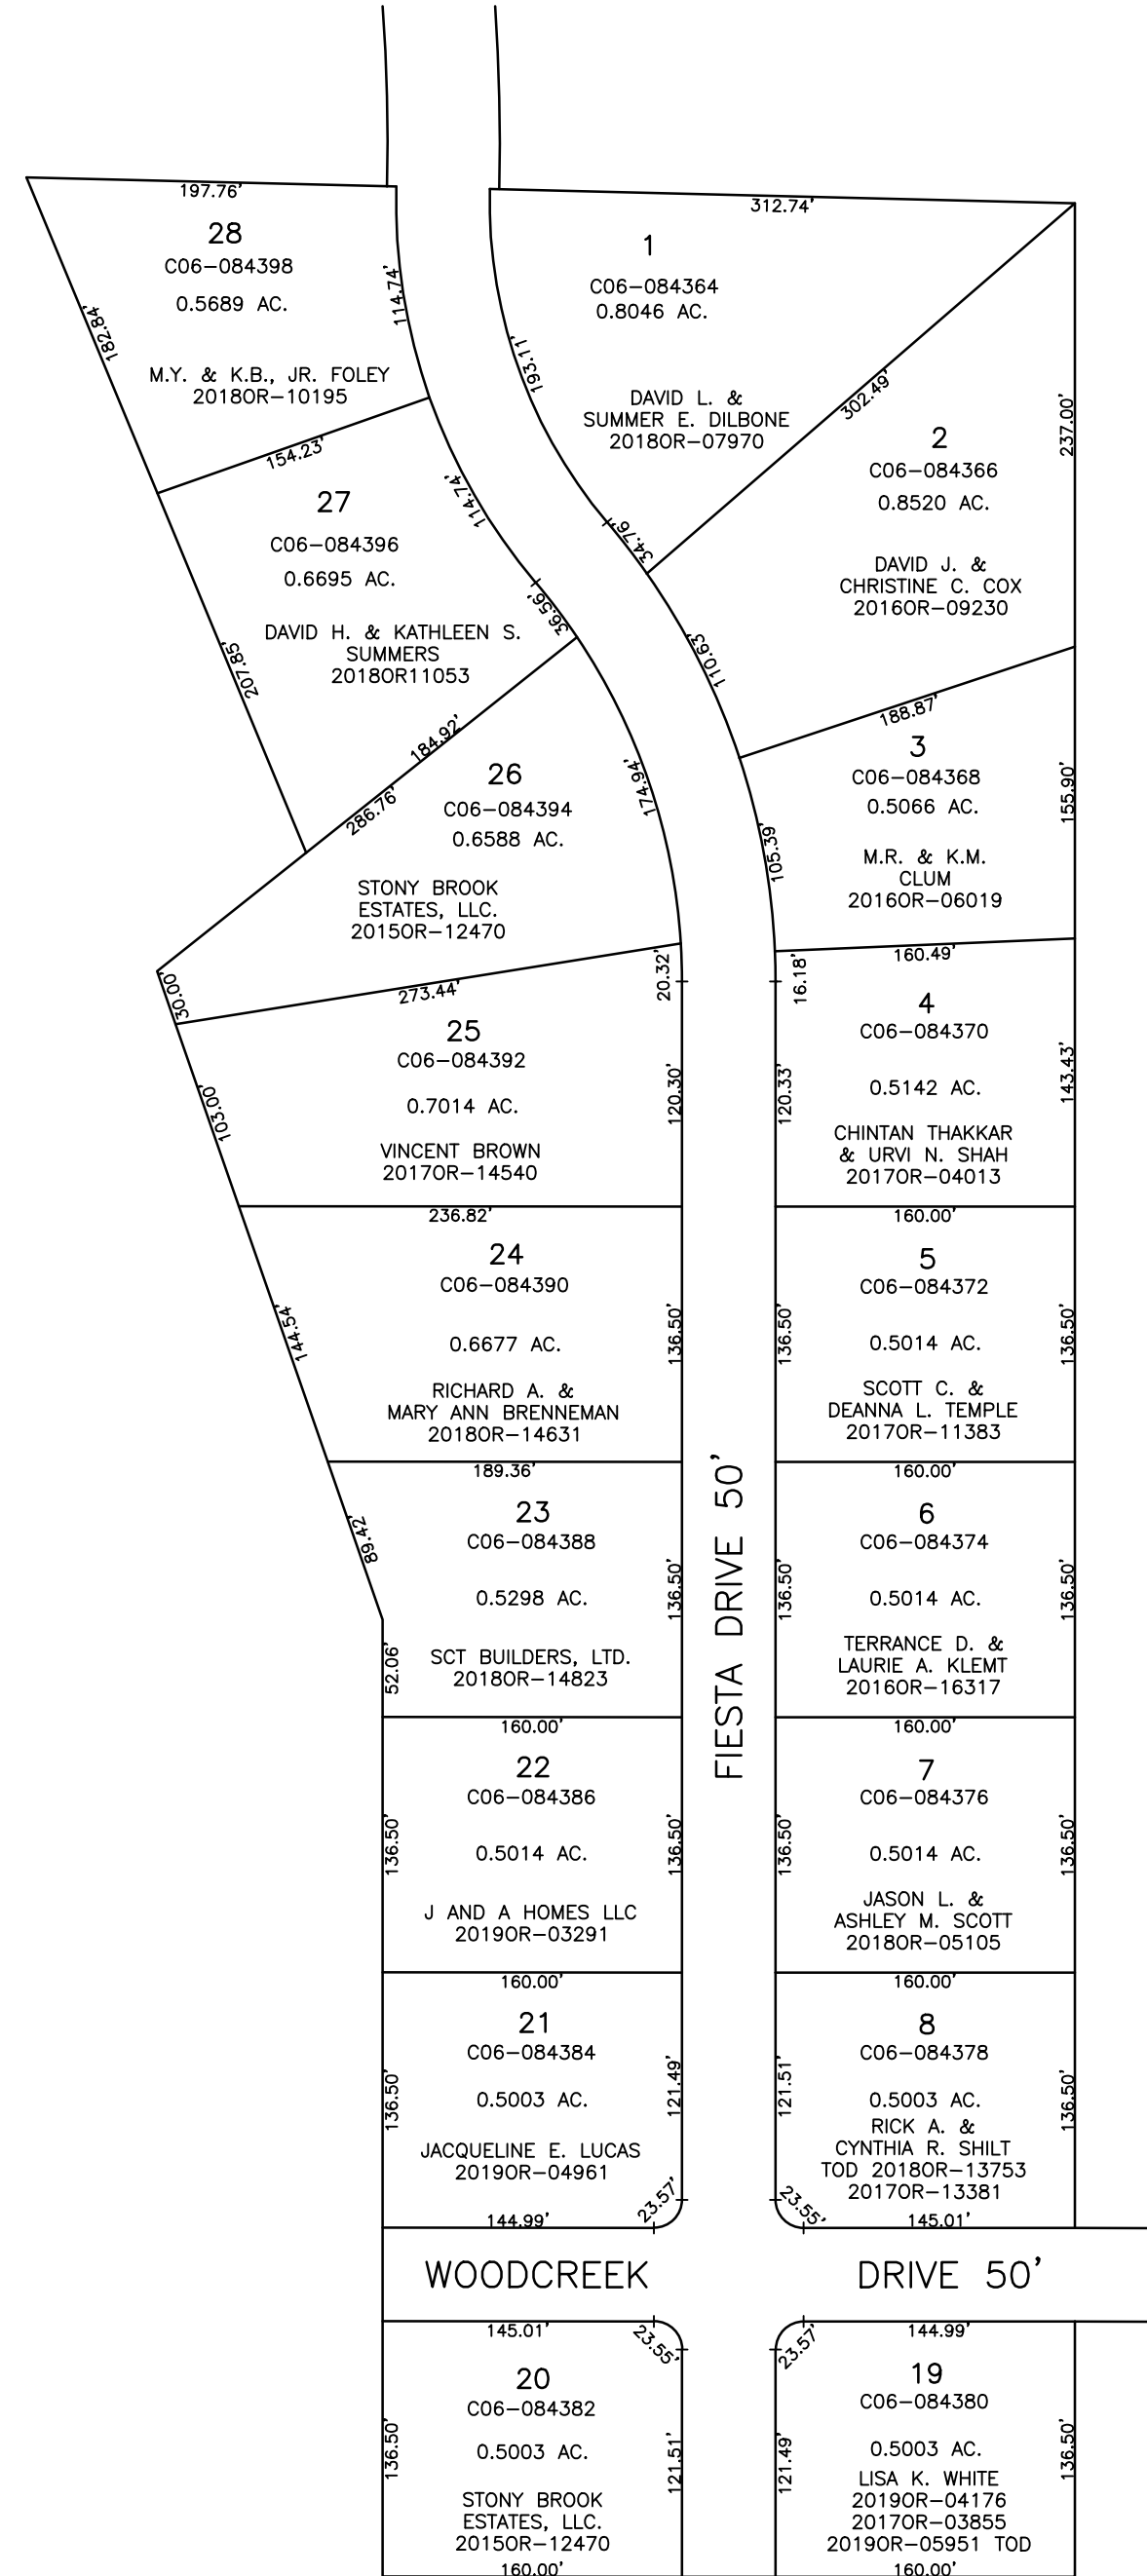 197.76'
28
C06-084398
0.5689 AC.
M.Y. & K.B., JR. FOLEY
2018OR-10195
182.84'
114.74'
154.23'
312.74'
1
C06-084364
0.8046 AC.
193.11'
DAVID L. &
SUMMER E. DILBONE
2018OR-07970
302.49'
34.76'
2
C06-084366
0.8520 AC.
237.00'
DAVID J. &
CHRISTINE C. COX
2016OR-09230
110.63'
188.87'
27
C06-084396
0.6695 AC.
114.74'
36.56'
DAVID H. & KATHLEEN S.
SUMMERS
2018OR11053
207.85'
184.92'
286.76'
26
C06-084394
0.6588 AC.
174.94'
STONY BROOK
ESTATES, LLC.
2015OR-12470
20.32'
30.00'
273.44'
3
C06-084368
0.5066 AC.
155.90'
105.39'
M.R. & K.M.
CLUM
2016OR-06019
160.49'
16.18'
25
C06-084392
0.7014 AC.
103.00'
120.30'
VINCENT BROWN
2017OR-14540
236.82'
4
C06-084370
0.5142 AC.
120.33'
143.43'
CHINTAN THAKKAR
& URVI N. SHAH
2017OR-04013
160.00'
24
C06-084390
0.6677 AC.
144.54'
136.50'
RICHARD A. &
MARY ANN BRENNEMAN
2018OR-14631
189.36'
5
C06-084372
0.5014 AC.
136.50'
136.50'
SCOTT C. &
DEANNA L. TEMPLE
2017OR-11383
160.00'
FIESTA DRIVE 50'
23
C06-084388
0.5298 AC.
89.42'
136.50'
52.06'
SCT BUILDERS, LTD.
2018OR-14823
160.00'
6
C06-084374
0.5014 AC.
136.50'
136.50'
TERRANCE D. &
LAURIE A. KLEMT
2016OR-16317
160.00'
22
C06-084386
0.5014 AC.
136.50'
136.50'
J AND A HOMES LLC
2019OR-03291
160.00'
7
C06-084376
0.5014 AC.
136.50'
136.50'
JASON L. &
ASHLEY M. SCOTT
2018OR-05105
160.00'
21
C06-084384
0.5003 AC.
136.50'
121.49'
JACQUELINE E. LUCAS
2019OR-04961
23.57'
144.99'
8
C06-084378
0.5003 AC.
121.51'
136.50'
RICK A. &
CYNTHIA R. SHILT
TOD 2018OR-13753
2017OR-13381
23.55'
145.01'
WOODCREEK DRIVE 50'
145.01'
23.55'
20
C06-084382
0.5003 AC.
136.50'
121.51'
STONY BROOK
ESTATES, LLC.
2015OR-12470
160.00'
144.99'
23.57'
19
C06-084380
0.5003 AC.
121.49'
136.50'
LISA K. WHITE
2019OR-04176
2017OR-03855
2019OR-05951 TOD
160.00'